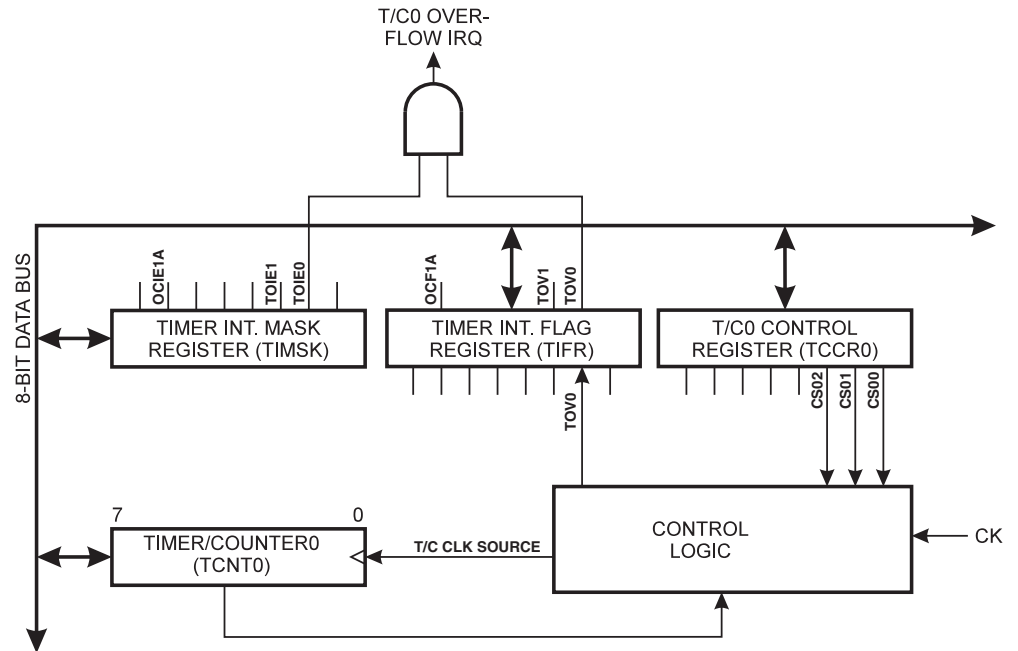 T/C0 OVER-
FLOW IRQ
8-BIT DATA BUS
OCIE1A
TOIE1
TOIE0
OCF1A
TOV1
TOV0
TIMER INT. MASK
REGISTER (TIMSK)
TIMER INT. FLAG
REGISTER (TIFR)
T/C0 CONTROL
REGISTER (TCCR0)
TOV0
CS02
CS01
CS00
7
0
TIMER/COUNTER0
(TCNT0)
T/C CLK SOURCE
CONTROL
LOGIC
CK